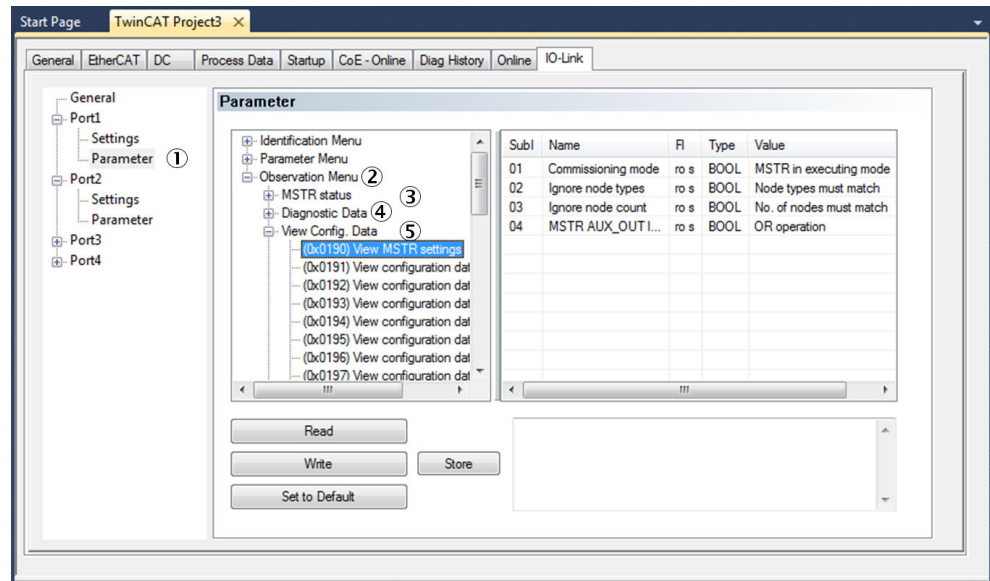 Start Page TwinCAT Project3
General EtherCAT DC Process Data Startup CoE - Online Diag History Online IO-Link
General
Port1
Settings
Parameter ①
Port2
Settings
Parameter
Port3
Port4
Parameter
Identification Menu
Parameter Menu
Observation Menu ②
MSTR status ③
Diagnostic Data ④
View Config. Data ⑤
(0x0190) View MSTR settings
(0x0191) View configuration dat
(0x0192) View configuration dat
(0x0193) View configuration dat
(0x0194) View configuration dat
(0x0195) View configuration dat
(0x0196) View configuration dat
(0x0197) View configuration dat
SubI Name Fl Type Value
01 Commissioning mode ro s BOOL MSTR in executing mode
02 Ignore node types ro s BOOL Node types must match
03 Ignore node count ro s BOOL No. of nodes must match
04 MSTR AUX_OUT I... ro s BOOL OR operation
Read
Write Store
Set to Default